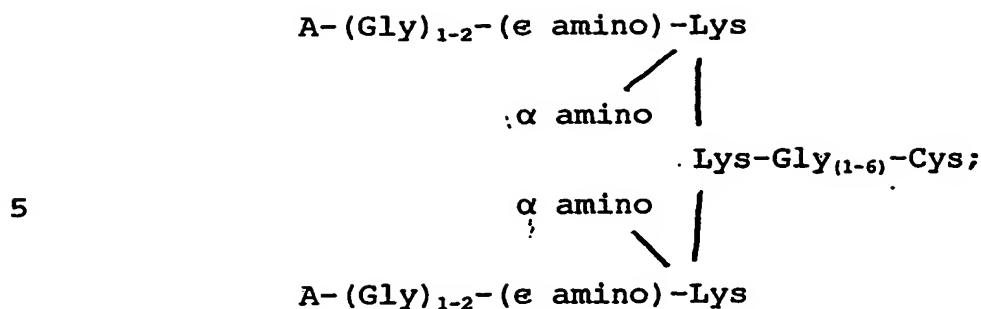 A-(Gly)₁₋₂-(є amino)-Lys
α amino
Lys-Gly₍₁₋₆₎-Cys;
5
α amino
A-(Gly)₁₋₂-(є amino)-Lys